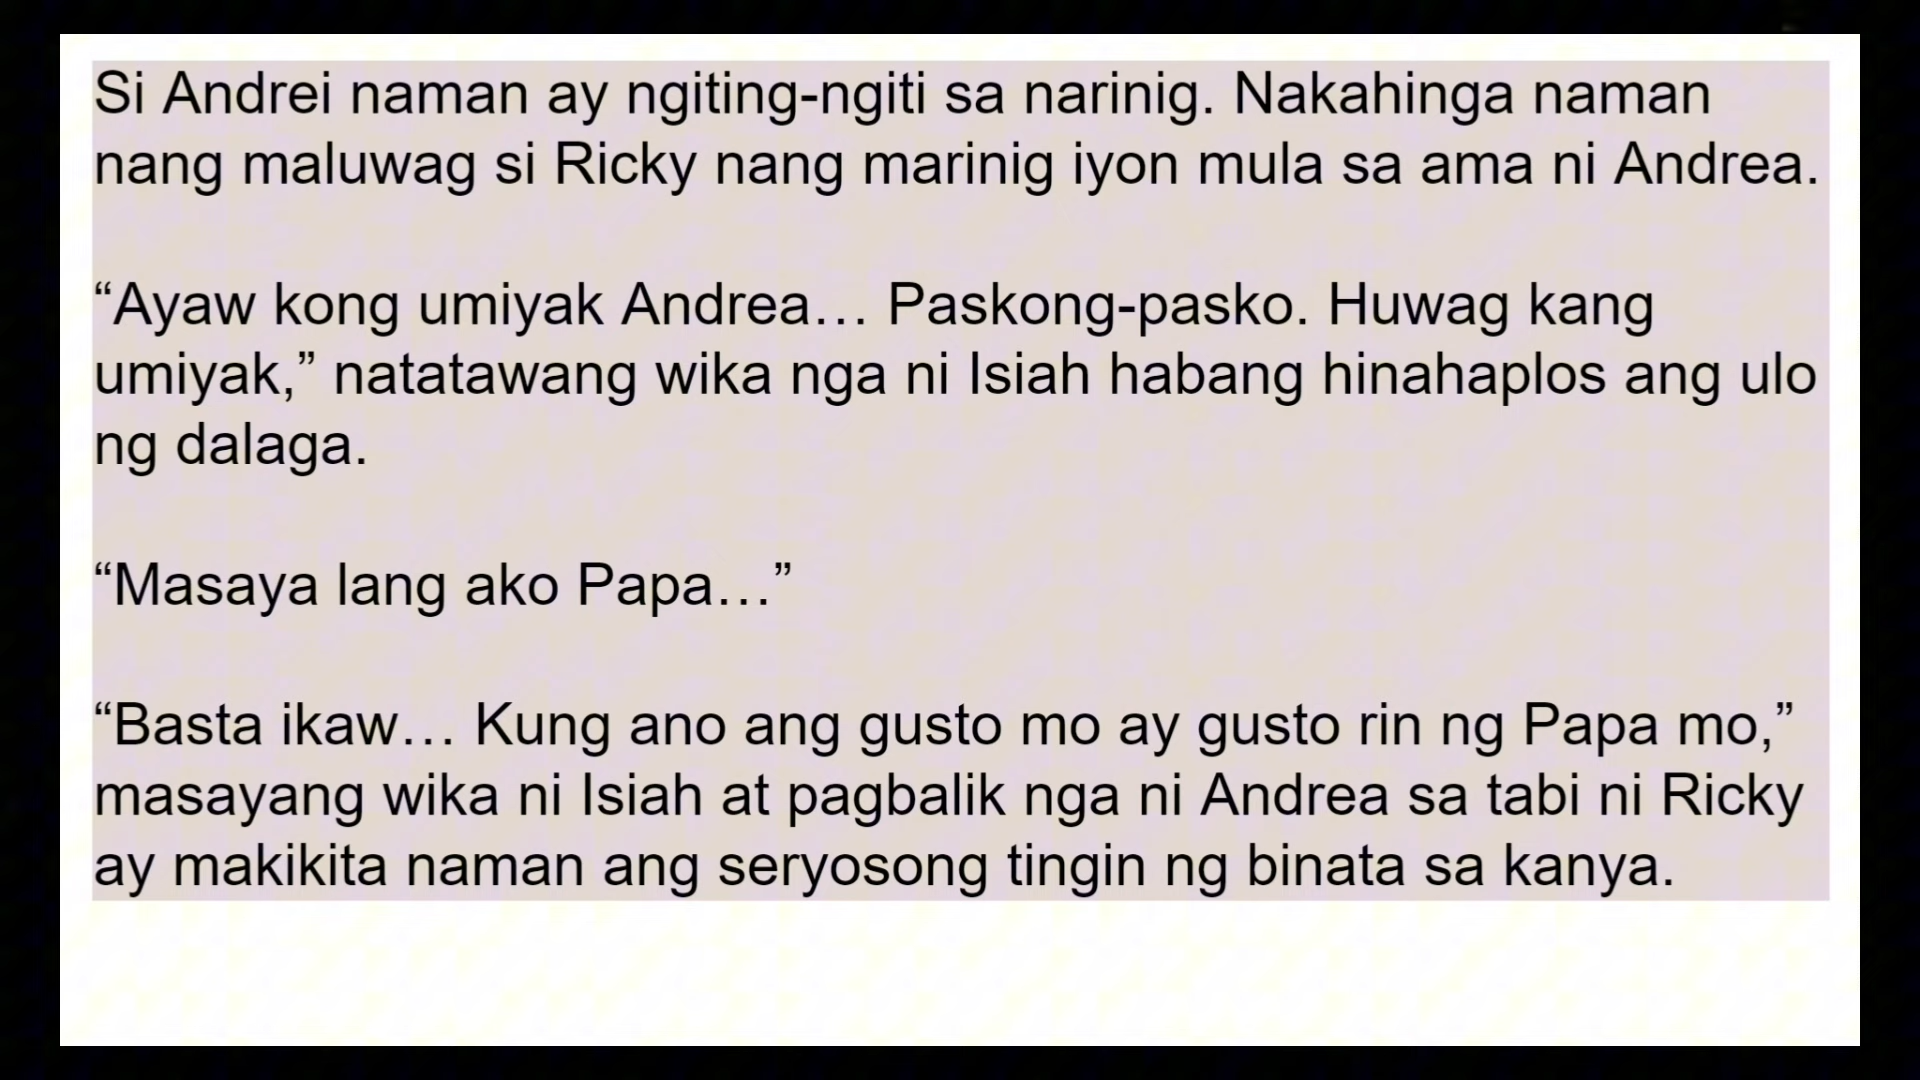 Si Andrei naman ay ngiting-ngiti sa narinig. Nakahinga naman
nang maluwag si Ricky nang marinig iyon mula sa ama ni Andrea.
“Ayaw kong umiyak Andrea… Paskong-pasko. Huwag kang
umiyak,” natatawang wika nga ni Isiah habang hinahaplos ang ulo
ng dalaga.
“Masaya lang ako Papa…”
“Basta ikaw… Kung ano ang gusto mo ay gusto rin ng Papa mo,”
masayang wika ni Isiah at pagbalik nga ni Andrea sa tabi ni Ricky
ay makikita naman ang seryosong tingin ng binata sa kanya.